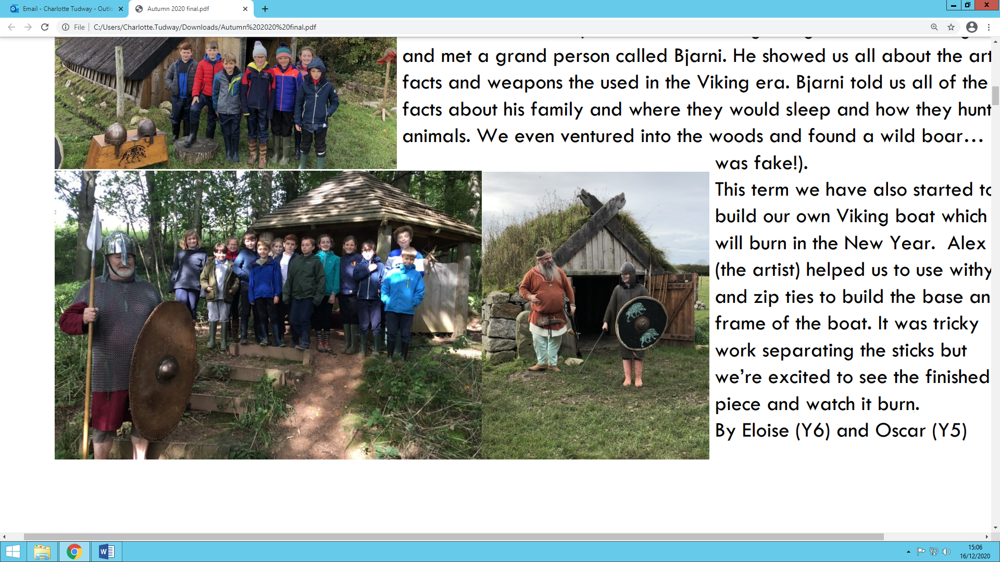 Email - Charlotte Tudway - Outlo
Autumn 2020 final.pdf
File
C:/Users/Charlotte.Tudway/Downloads/Autumn%202020%20final.pdf
and met a grand person called Bjarni. He showed us all about the art
facts and weapons the used in the Viking era. Bjarni told us all of the
facts about his family and where they would sleep and how they hunt
animals. We even ventured into the woods and found a wild boar…
was fake!).
This term we have also started to
build our own Viking boat which
will burn in the New Year. Alex
(the artist) helped us to use withy
and zip ties to build the base an
frame of the boat. It was tricky
work separating the sticks but
we’re excited to see the finished
piece and watch it burn.
By Eloise (Y6) and Oscar (Y5)
15:06
16/12/2020